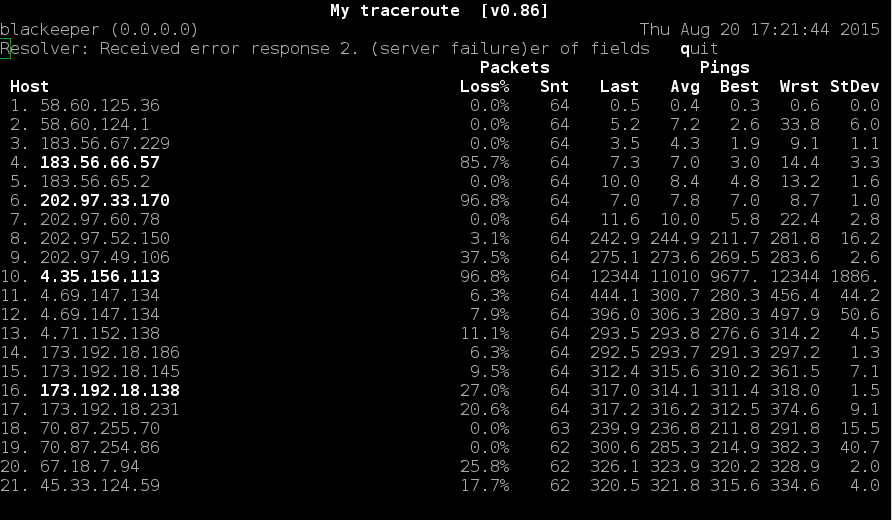 My traceroute [v0.86]
blackeeper (0.0.0.0) Thu Aug 20 17:21:44 2015
Resolver: Received error response 2. (server failure)er of fields quit
Packets Pings
Host Loss% Snt Last Avg Best Wrst StDev
1. 58.60.125.36 0.0% 64 0.5 0.4 0.3 0.6 0.0
2. 58.60.124.1 0.0% 64 5.2 7.2 2.6 33.8 6.0
3. 183.56.67.229 0.0% 64 3.5 4.3 1.9 9.1 1.1
4. 183.56.66.57 85.7% 64 7.3 7.0 3.0 14.4 3.3
5. 183.56.65.2 0.0% 64 10.0 8.4 4.8 13.2 1.6
6. 202.97.33.170 96.8% 64 7.0 7.8 7.0 8.7 1.0
7. 202.97.60.78 0.0% 64 11.6 10.0 5.8 22.4 2.8
8. 202.97.52.150 3.1% 64 242.9 244.9 211.7 281.8 16.2
9. 202.97.49.106 37.5% 64 275.1 273.6 269.5 283.6 2.6
10. 4.35.156.113 96.8% 64 12344 11010 9677. 12344 1886.
11. 4.69.147.134 6.3% 64 444.1 300.7 280.3 456.4 44.2
12. 4.69.147.134 7.9% 64 396.0 306.3 280.3 497.9 50.6
13. 4.71.152.138 11.1% 64 293.5 293.8 276.6 314.2 4.5
14. 173.192.18.186 6.3% 64 292.5 293.7 291.3 297.2 1.3
15. 173.192.18.145 9.5% 64 312.4 315.6 310.2 361.5 7.1
16. 173.192.18.138 27.0% 64 317.0 314.1 311.4 318.0 1.5
17. 173.192.18.231 20.6% 64 317.2 316.2 312.5 374.6 9.1
18. 70.87.255.70 0.0% 63 239.9 236.8 211.8 291.8 15.5
19. 70.87.254.86 0.0% 62 300.6 285.3 214.9 382.3 40.7
20. 67.18.7.94 25.8% 62 326.1 323.9 320.2 328.9 2.0
21. 45.33.124.59 17.7% 62 320.5 321.8 315.6 334.6 4.0